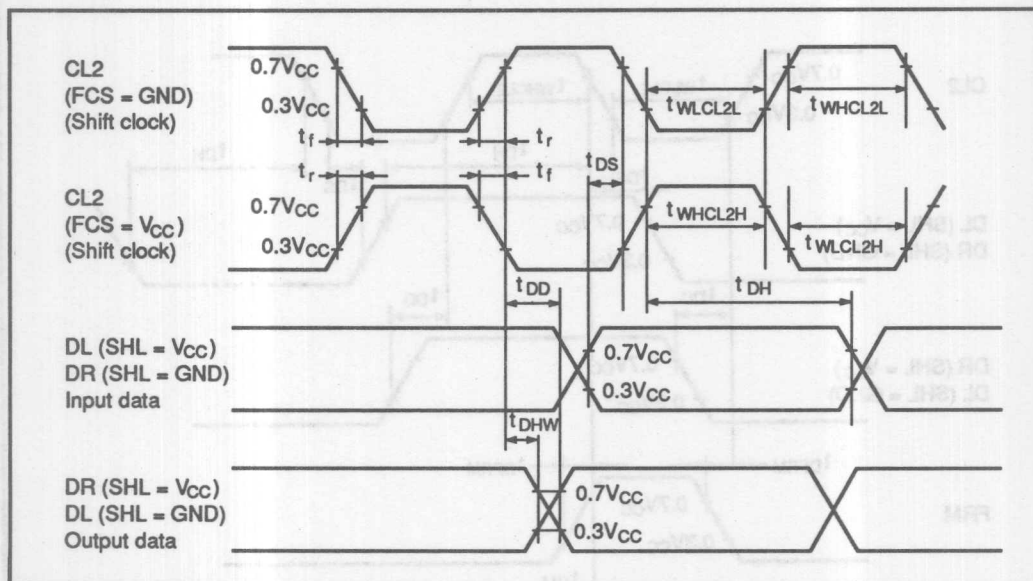 CL2
(FCS = GND)
(Shift clock)
0.7VCC
0.3VCC
tf
tr
tWLCL2L
tWHCL2L
tr
tf
tDS
CL2
(FCS = VCC)
(Shift clock)
0.7VCC
0.3VCC
tWHCL2H
tWLCL2H
tDD
tDH
DL (SHL = VCC)
DR (SHL = GND)
Input data
0.7VCC
0.3VCC
tDHW
DR (SHL = VCC)
DL (SHL = GND)
Output data
0.7VCC
0.3VCC